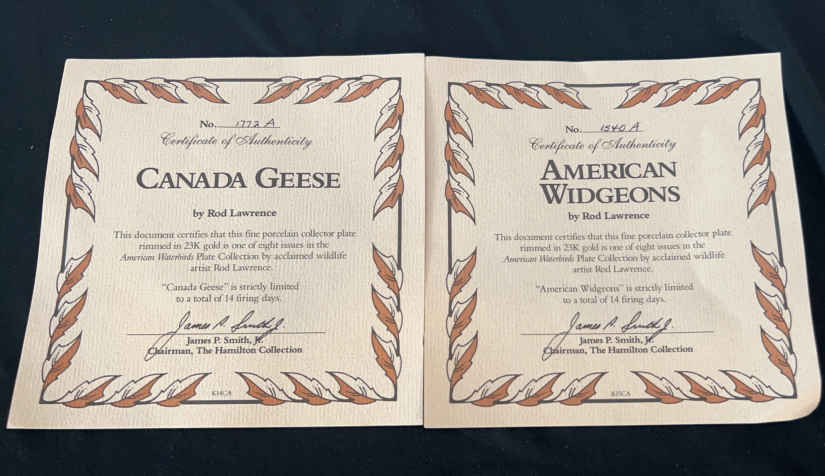 No. 1772 A
Certificate of Authenticity
CANADA GEESE
by Rod Lawrence
This document certifies that this fine porcelain collector plate
rimmed in 23K gold is one of eight issues in the
American Waterbirds Plate Collection by acclaimed wildlife
artist Rod Lawrence.
"Canada Geese" is strictly limited
to a total of 14 firing days.
James P. Smith, Jr.
James P. Smith, Jr.
Chairman, The Hamilton Collection
No. 1540 A
Certificate of Authenticity
AMERICAN
WIDGEONS
by Rod Lawrence
This document certifies that this fine porcelain collector plate
rimmed in 23K gold is one of eight issues in the
American Waterbirds Plate Collection by acclaimed wildlife
artist Rod Lawrence.
"American Widgeons" is strictly limited
to a total of 14 firing days.
James P. Smith, Jr.
James P. Smith, Jr.
Chairman, The Hamilton Collection